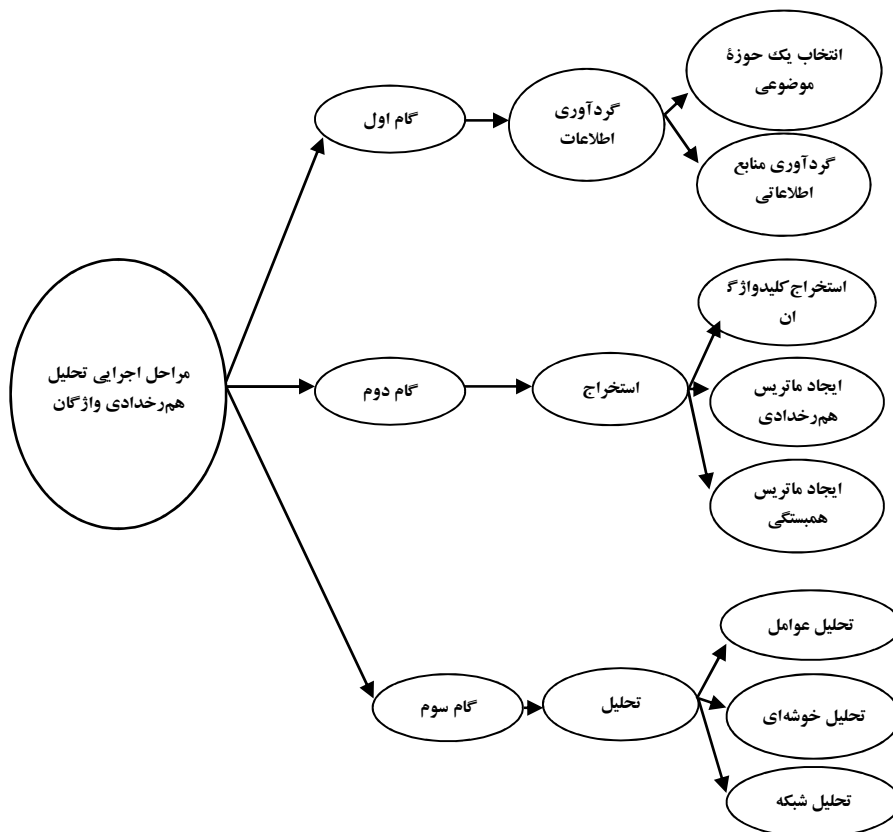 انتخاب یک حوزۀ
موضوعی
گام اول
گردآوری
اطلاعات
گردآوری منابع
اطلاعاتی
مراحل اجرایی تحلیل
هم‌رخدادی واژگان
گام دوم
استخراج
استخراج کلیدواژگ
ان
ایجاد ماتریس
هم‌رخدادی
ایجاد ماتریس
همبستگی
گام سوم
تحلیل
تحلیل عوامل
تحلیل خوشه‌ای
تحلیل شبکه